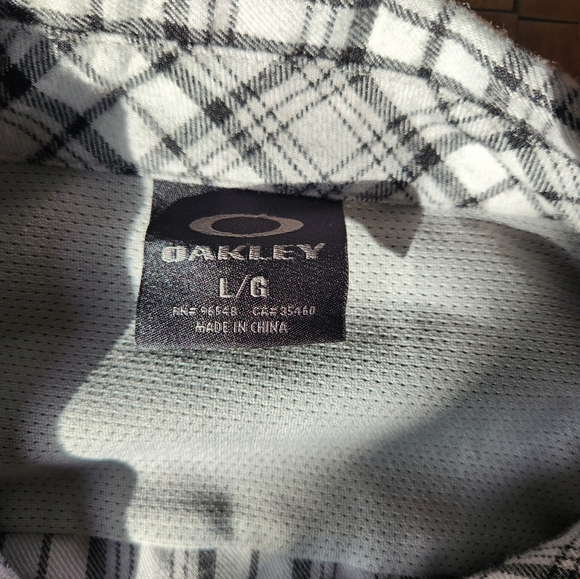 OAKLEY
L/G
RN# 96548 CA# 35460
MADE IN CHINA